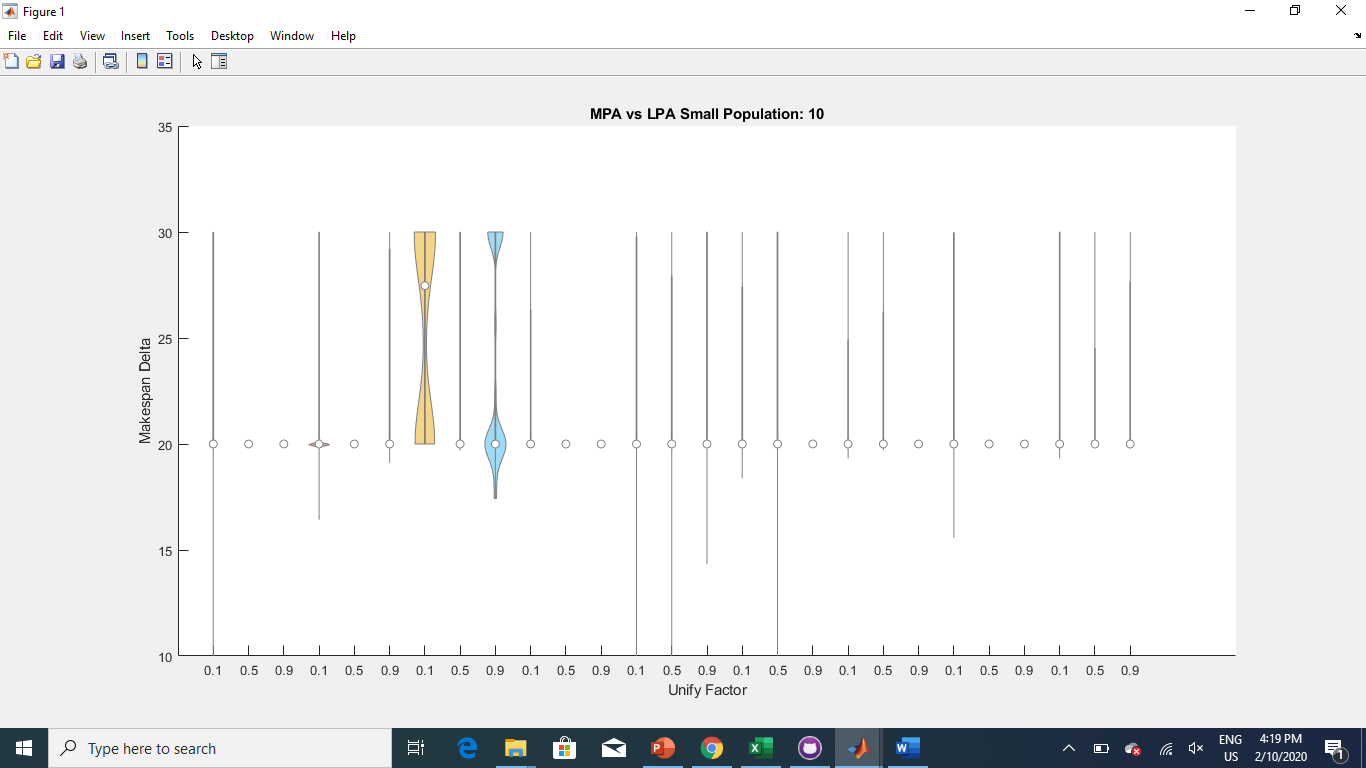 Figure 1
File Edit View Insert Tools Desktop Window Help
MPA vs LPA Small Population: 10
35
30
25
20
15
10
Makespan Delta
0.1 0.5 0.9 0.1 0.5 0.9 0.1 0.5 0.9 0.1 0.5 0.9 0.1 0.5 0.9 0.1 0.5 0.9 0.1 0.5 0.9 0.1 0.5 0.9 0.1 0.5 0.9
Unify Factor
Type here to search
ENG
US
4:19 PM
2/10/2020
1